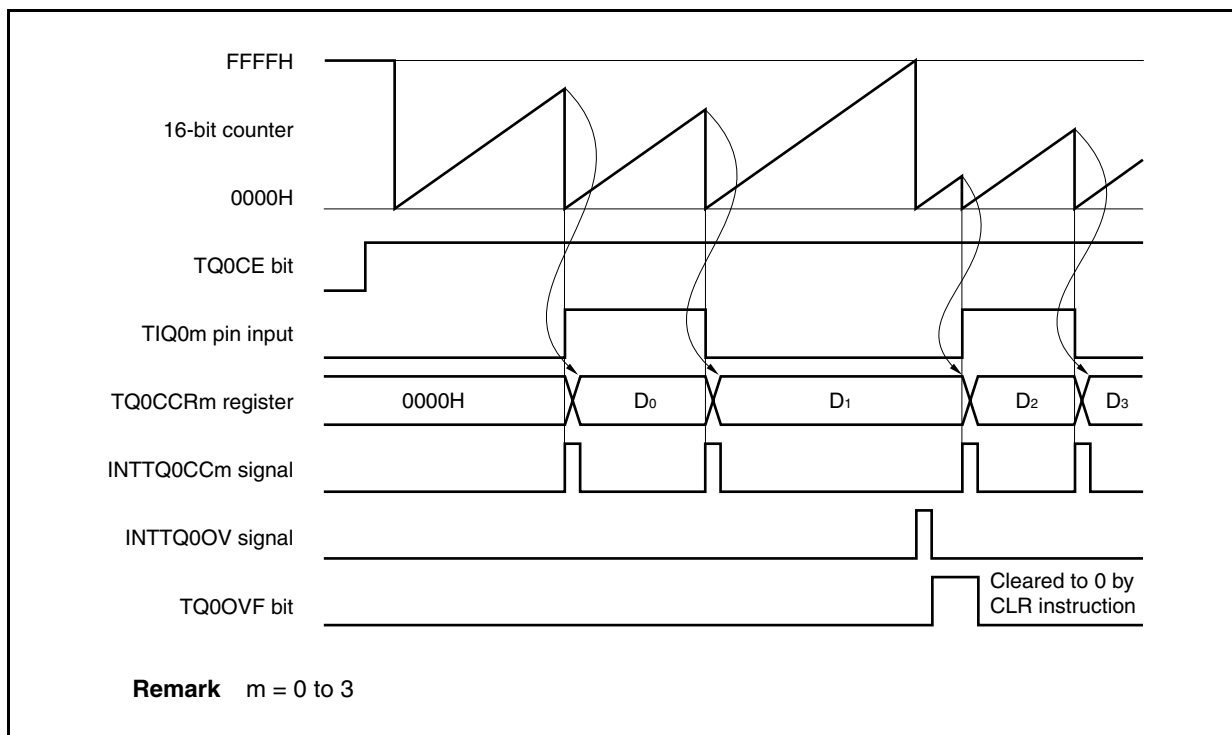 FFFFH
16-bit counter
0000H
TQ0CE bit
TIQ0m pin input
TQ0CCRm register
0000H
D0
D1
D2
D3
INTTQ0CCm signal
INTTQ0OV signal
TQ0OVF bit
Cleared to 0 by
CLR instruction
Remark m = 0 to 3